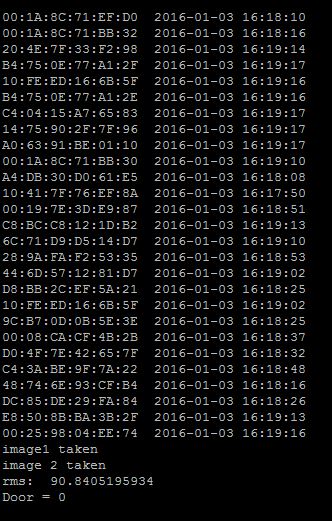 00:1A:8C:71:EF:D0  2016-01-03 16:18:10
00:1A:8C:71:BB:32  2016-01-03 16:18:16
20:4E:7F:33:F2:98  2016-01-03 16:19:14
B4:75:0E:77:A1:2F  2016-01-03 16:19:17
10:FE:ED:16:6B:5F  2016-01-03 16:19:16
B4:75:0E:77:A1:2E  2016-01-03 16:19:16
C4:04:15:A7:65:83  2016-01-03 16:19:17
14:75:90:2F:7F:96  2016-01-03 16:19:17
A0:63:91:BE:01:10  2016-01-03 16:19:17
00:1A:8C:71:BB:30  2016-01-03 16:19:10
A4:DB:30:D0:61:E5  2016-01-03 16:18:08
10:41:7F:76:EF:8A  2016-01-03 16:17:50
00:19:7E:3D:E9:87  2016-01-03 16:18:51
C8:BC:C8:12:1D:B2  2016-01-03 16:19:13
6C:71:D9:D5:14:D7  2016-01-03 16:19:10
28:9A:FA:F2:53:35  2016-01-03 16:18:53
44:6D:57:12:81:D7  2016-01-03 16:19:02
D8:BB:2C:EF:5A:21  2016-01-03 16:18:25
10:FE:ED:16:6B:5F  2016-01-03 16:19:02
9C:B7:0D:0B:5E:3E  2016-01-03 16:18:25
00:08:CA:CF:4B:2B  2016-01-03 16:18:37
D0:4F:7E:42:65:7F  2016-01-03 16:18:32
C4:3A:BE:9F:7A:22  2016-01-03 16:18:48
48:74:6E:93:CF:B4  2016-01-03 16:18:16
DC:85:DE:29:FA:84  2016-01-03 16:18:26
E8:50:8B:BA:3B:2F  2016-01-03 16:19:13
00:25:98:04:EE:74  2016-01-03 16:19:16
image1 taken
image 2 taken
rms:  90.8405195934
Door = 0